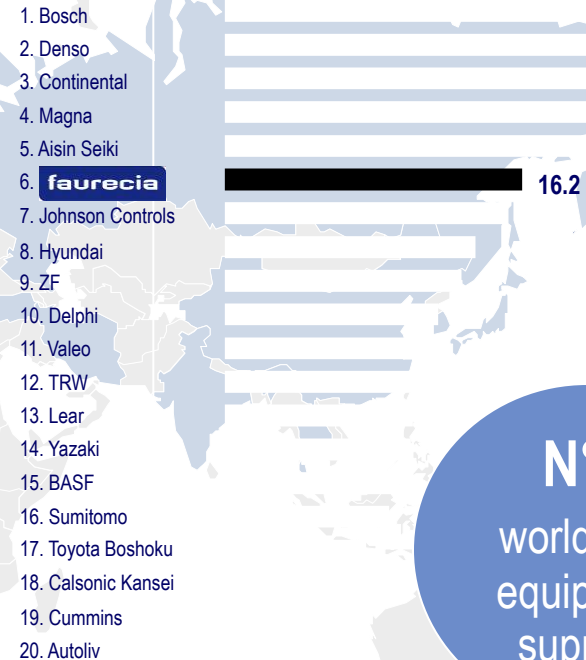 1. Bosch
2. Denso
3. Continental
4. Magna
5. Aisin Seiki
6. faurecia 16.2
7. Johnson Controls
8. Hyundai
9. ZF
10. Delphi
11. Valeo
12. TRW
13. Lear
14. Yazaki
15. BASF
16. Sumitomo
17. Toyota Boshoku
18. Calsonic Kansei
19. Cummins
20. Autoliv